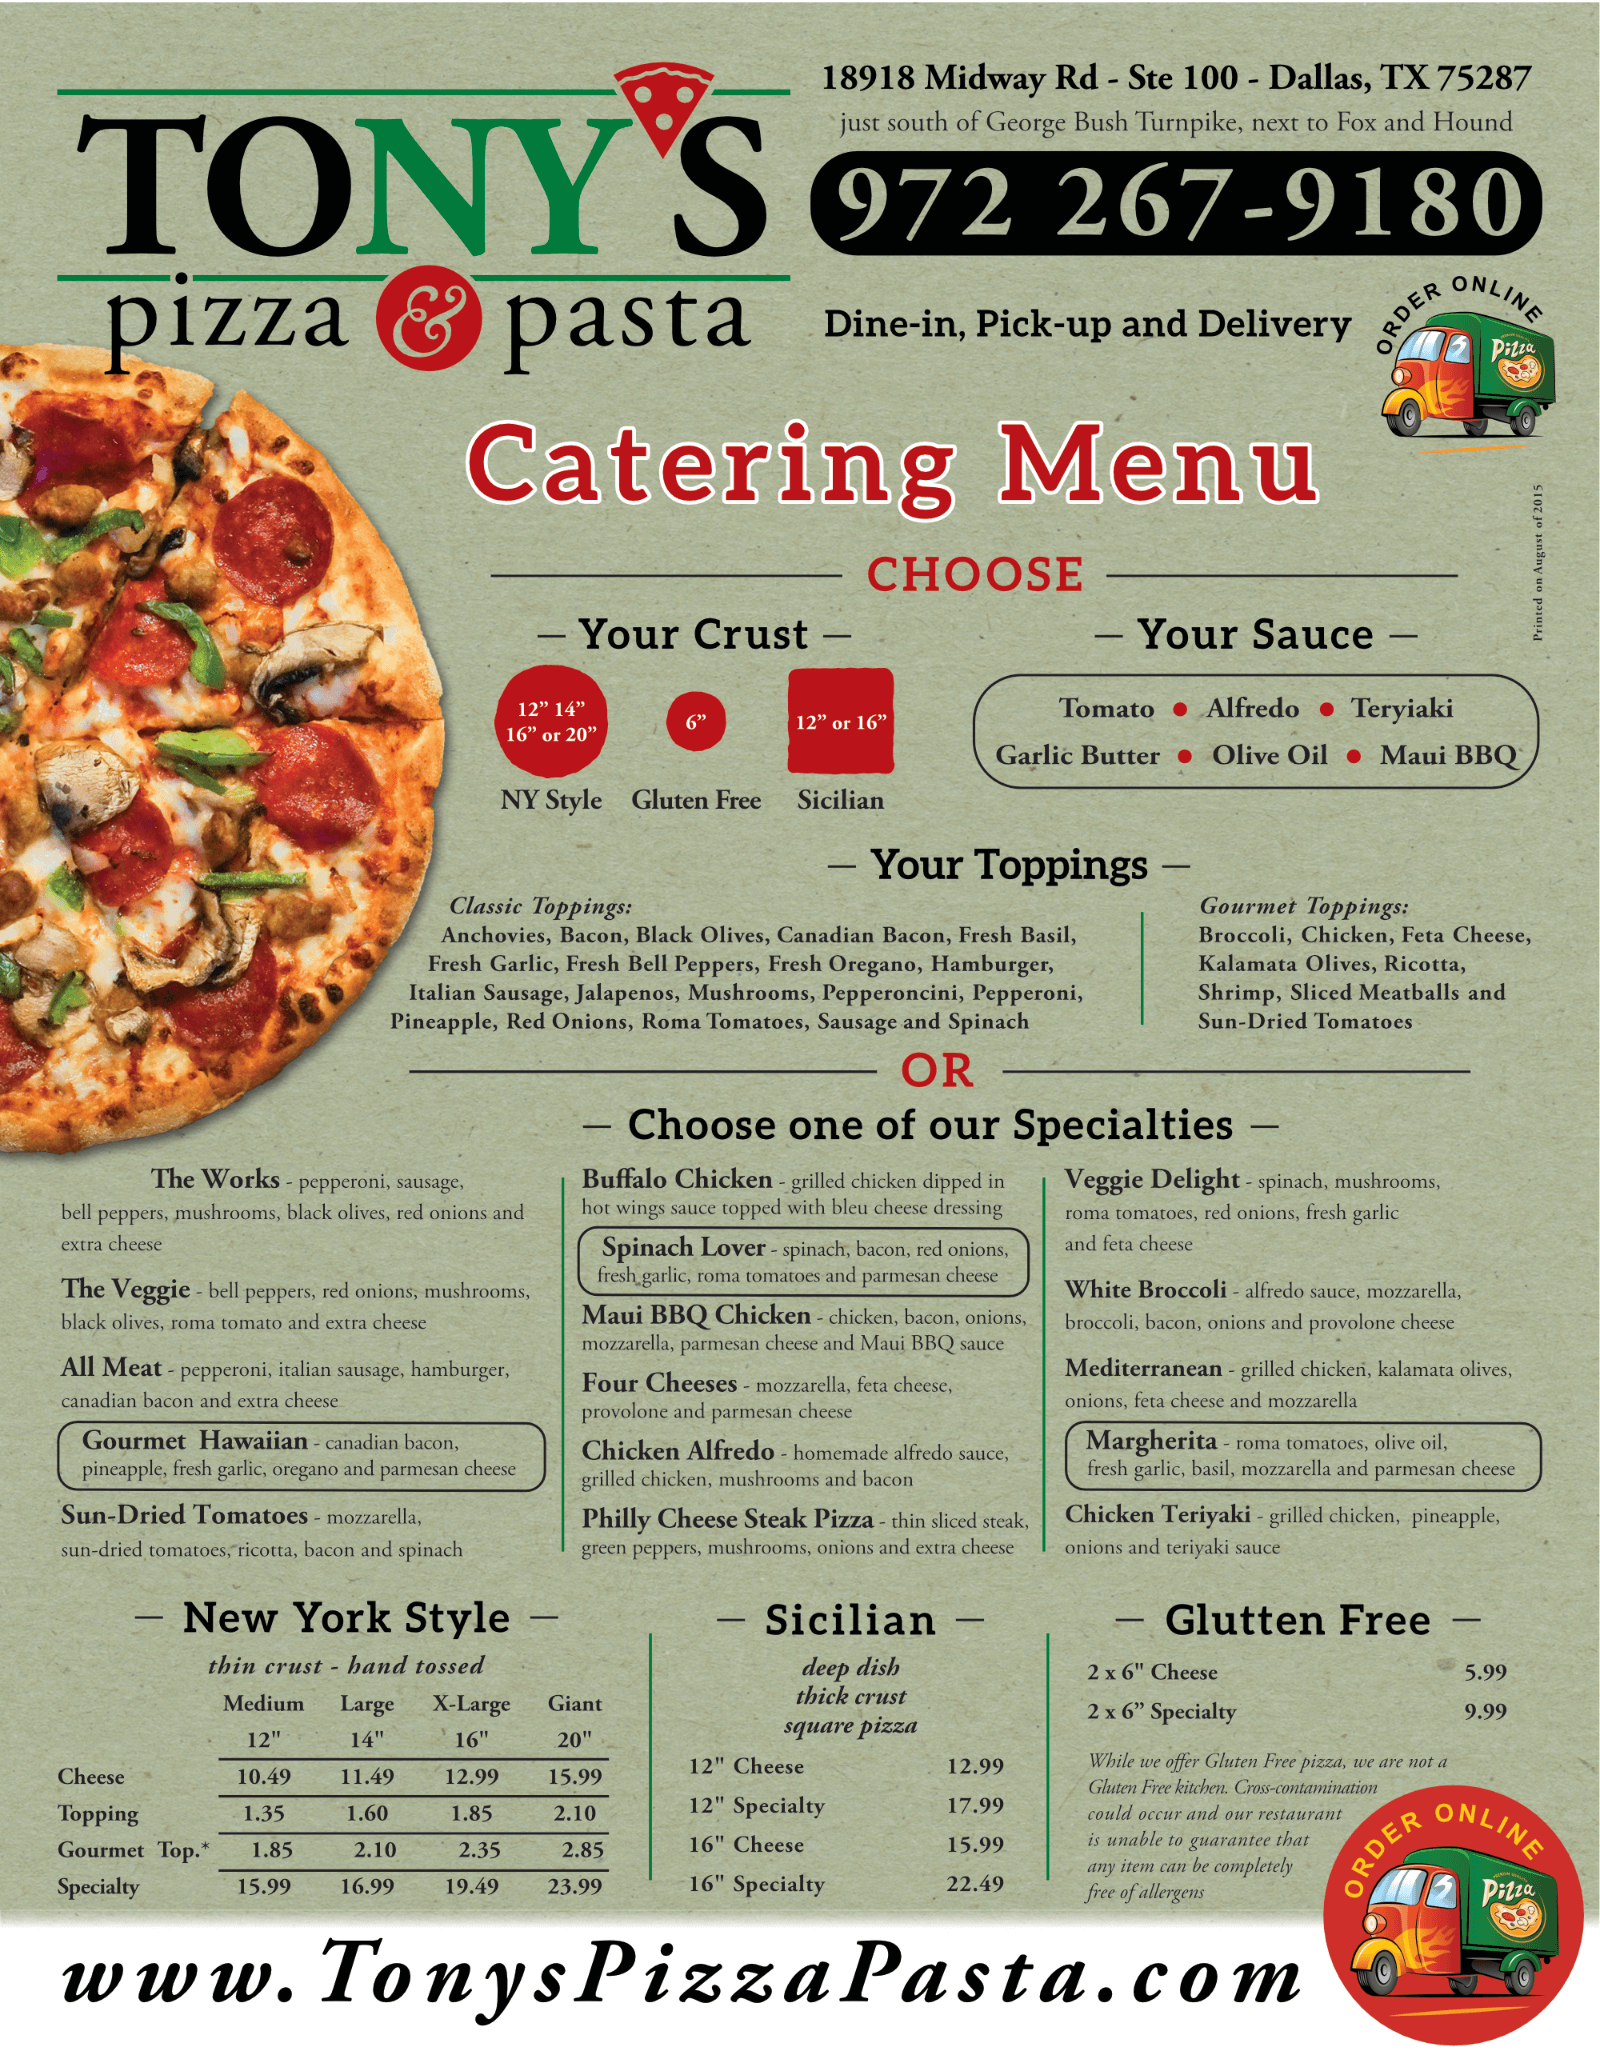 TONY'S
pizza & pasta
18918 Midway Rd - Ste 100 - Dallas, TX 75287
just south of George Bush Turnpike, next to Fox and Hound
972 267-9180
Dine-in, Pick-up and Delivery
ORDER ONLINE
Pizza
Catering Menu
Printed on August of 2015
CHOOSE
– Your Crust –
12” 14”
16” or 20”
6”
12” or 16”
NY Style Gluten Free Sicilian
– Your Sauce –
Tomato • Alfredo • Teryiaki
Garlic Butter • Olive Oil • Maui BBQ
– Your Toppings –
Classic Toppings:
Anchovies, Bacon, Black Olives, Canadian Bacon, Fresh Basil,
Fresh Garlic, Fresh Bell Peppers, Fresh Oregano, Hamburger,
Italian Sausage, Jalapenos, Mushrooms, Pepperoncini, Pepperoni,
Pineapple, Red Onions, Roma Tomatoes, Sausage and Spinach
Gourmet Toppings:
Broccoli, Chicken, Feta Cheese,
Kalamata Olives, Ricotta,
Shrimp, Sliced Meatballs and
Sun-Dried Tomatoes
OR
– Choose one of our Specialties –
The Works - pepperoni, sausage,
bell peppers, mushrooms, black olives, red onions and
extra cheese
The Veggie - bell peppers, red onions, mushrooms,
black olives, roma tomato and extra cheese
All Meat - pepperoni, italian sausage, hamburger,
canadian bacon and extra cheese
Gourmet Hawaiian - canadian bacon,
pineapple, fresh garlic, oregano and parmesan cheese
Sun-Dried Tomatoes - mozzarella,
sun-dried tomatoes, ricotta, bacon and spinach
Buffalo Chicken - grilled chicken dipped in
hot wings sauce topped with bleu cheese dressing
Spinach Lover - spinach, bacon, red onions,
fresh garlic, roma tomatoes and parmesan cheese
Maui BBQ Chicken - chicken, bacon, onions,
mozzarella, parmesan cheese and Maui BBQ sauce
Four Cheeses - mozzarella, feta cheese,
provolone and parmesan cheese
Chicken Alfredo - homemade alfredo sauce,
grilled chicken, mushrooms and bacon
Philly Cheese Steak Pizza - thin sliced steak,
green peppers, mushrooms, onions and extra cheese
Veggie Delight - spinach, mushrooms,
roma tomatoes, red onions, fresh garlic
and feta cheese
White Broccoli - alfredo sauce, mozzarella,
broccoli, bacon, onions and provolone cheese
Mediterranean - grilled chicken, kalamata olives,
onions, feta cheese and mozzarella
Margherita - roma tomatoes, olive oil,
fresh garlic, basil, mozzarella and parmesan cheese
Chicken Teriyaki - grilled chicken, pineapple,
onions and teriyaki sauce
– New York Style –
thin crust - hand tossed
Medium Large X-Large Giant
12" 14" 16" 20"
Cheese 10.49 11.49 12.99 15.99
Topping 1.35 1.60 1.85 2.10
Gourmet Top.* 1.85 2.10 2.35 2.85
Specialty 15.99 16.99 19.49 23.99
– Sicilian –
deep dish
thick crust
square pizza
12" Cheese 12.99
12" Specialty 17.99
16" Cheese 15.99
16" Specialty 22.49
– Glutten Free –
2 x 6" Cheese 5.99
2 x 6” Specialty 9.99
While we offer Gluten Free pizza, we are not a
Gluten Free kitchen. Cross-contamination
could occur and our restaurant
is unable to guarantee that
any item can be completely
free of allergens
ORDER ONLINE
Pizza
www.TonysPizzaPasta.com